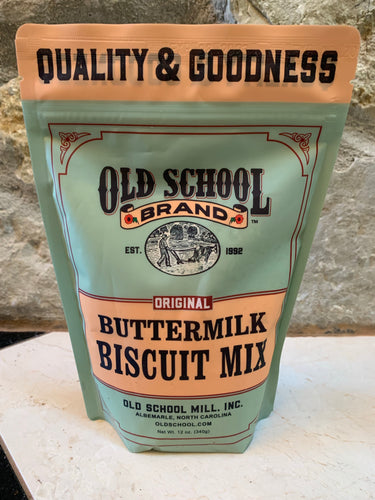 QUALITY & GOODNESS
OLD SCHOOL
BRAND
TM
EST. 1992
ORIGINAL
BUTTERMILK
BISCUIT MIX
OLD SCHOOL MILL, INC.
ALBEMARLE, NORTH CAROLINA
OLDSCHOOL.COM
Net Wt. 12 oz. (340g)